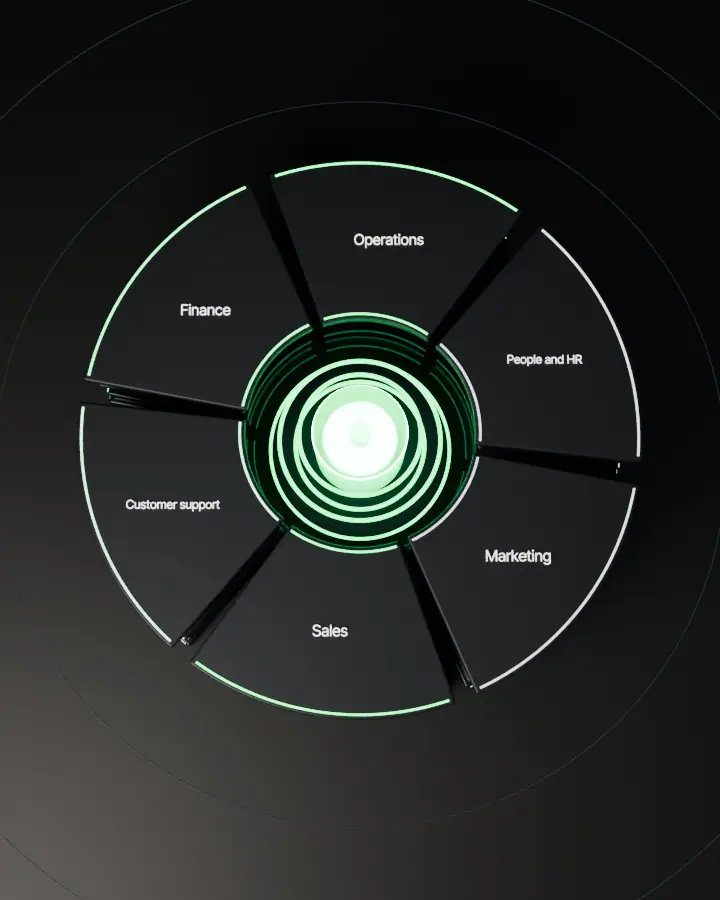 Operations
Finance
People and HR
Customer support
Marketing
Sales